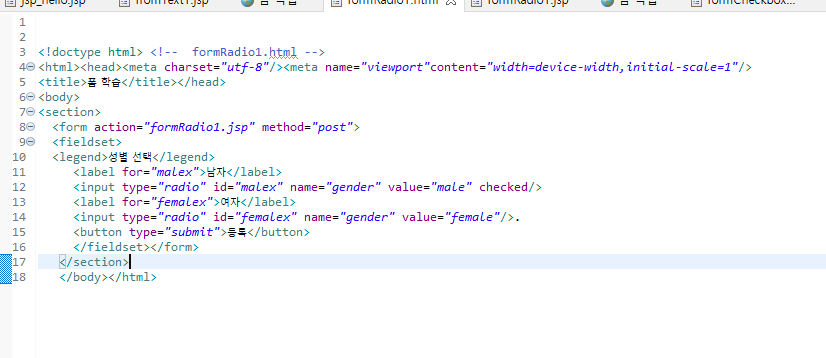 jsp_hello.jsp formText1.jsp 폼 학습 formRadio1.html formRadio1.jsp 폼 학습 formCheckbox...
1
2
3 <!doctype html> <!-- formRadio1.html -->
4 <html><head><meta charset="utf-8"/><meta name="viewport"content="width=device-width,initial-scale=1"/>
5 <title>폼 학습</title></head>
6 <body>
7 <section>
8 <form action="formRadio1.jsp" method="post">
9 <fieldset>
10 <legend>성별 선택</legend>
11 <label for="malex">남자</label>
12 <input type="radio" id="malex" name="gender" value="male" checked/>
13 <label for="femalex">여자</label>
14 <input type="radio" id="femalex" name="gender" value="female"/>.
15 <button type="submit">등록</button>
16 </fieldset></form>
17 </section>
18 </body></html>